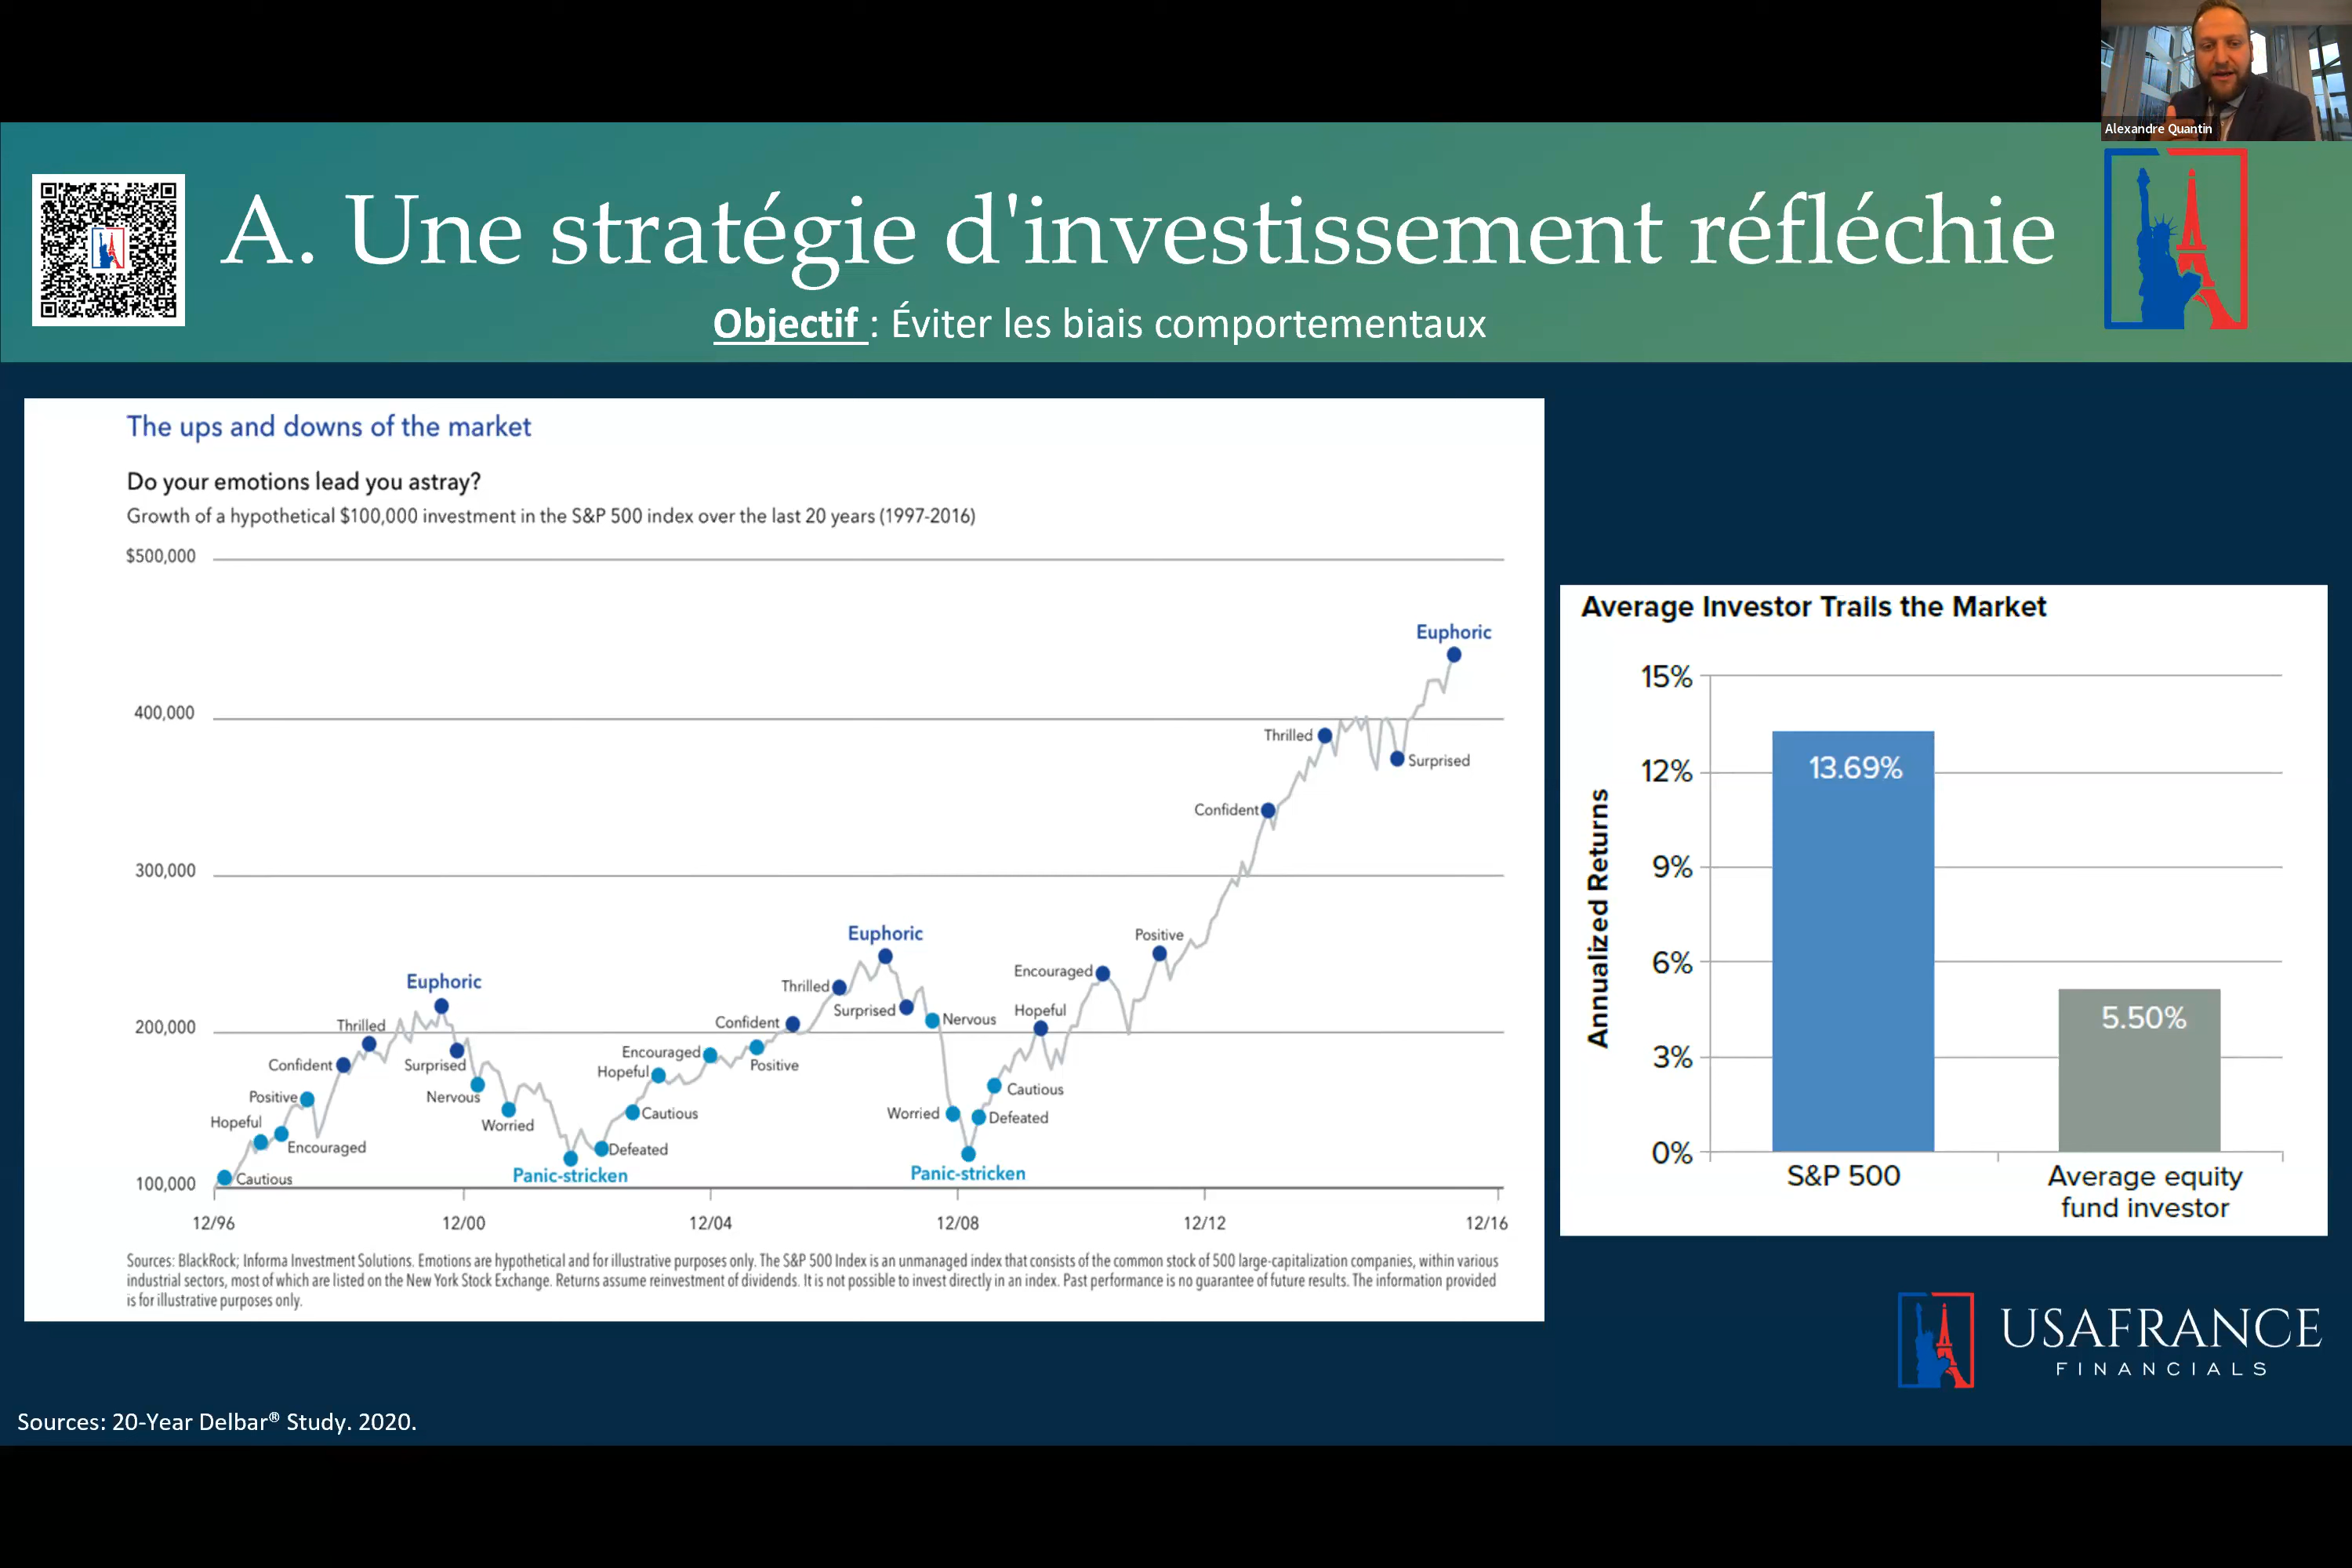 Alexandre Quantin
A. Une stratégie d'investissement réfléchie
Objectif : Éviter les biais comportementaux
The ups and downs of the market
Do your emotions lead you astray?
Growth of a hypothetical $100,000 investment in the S&P 500 index over the last 20 years (1997-2016)
$500,000
400,000
300,000
200,000
100,000
Cautious
Hopeful
Encouraged
Positive
Confident
Thrilled
Euphoric
Surprised
Nervous
Worried
Panic-stricken
Defeated
Cautious
Hopeful
Encouraged
Positive
Confident
Thrilled
Euphoric
Surprised
Nervous
Worried
Panic-stricken
Defeated
Cautious
Hopeful
Encouraged
Positive
Confident
Thrilled
Surprised
Euphoric
12/96
12/00
12/04
12/08
12/12
12/16
Sources: BlackRock; Informa Investment Solutions. Emotions are hypothetical and for illustrative purposes only. The S&P 500 Index is an unmanaged index that consists of the common stock of 500 large-capitalization companies, within various
industrial sectors, most of which are listed on the New York Stock Exchange. Returns assume reinvestment of dividends. It is not possible to invest directly in an index. Past performance is no guarantee of future results. The information provided
is for illustrative purposes only.
Average Investor Trails the Market
Annualized Returns
15%
12%
9%
6%
3%
0%
13.69%
5.50%
S&P 500
Average equity
fund investor
USAFRANCE
FINANCIALS
Sources: 20-Year Delbar® Study. 2020.